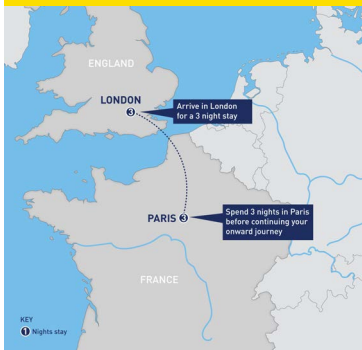 ENGLAND
LONDON
3
Arrive in London
for a 3 night stay
PARIS
3
Spend 3 nights in Paris
before continuing your
onward journey
FRANCE
KEY
1 Nights stay